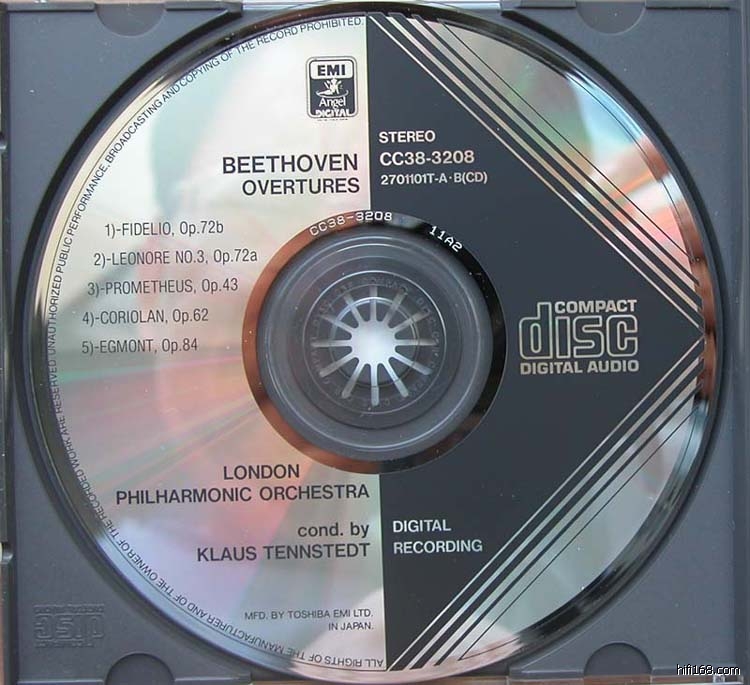 ALL RIGHTS OF THE MANUFACTURER AND OF THE OWNER OF THE RECORDED WORK ARE RESERVED. UNAUTHORIZED PUBLIC PERFORMANCE, BROADCASTING AND COPYING OF THE RECORD PROHIBITED.
EMI
Angel
DIGITAL
BEETHOVEN
OVERTURES
STEREO
CC38-3208
2701101T-A·B(CD)
1)-FIDELIO, Op.72b
2)-LEONORE NO.3, Op.72a
3)-PROMETHEUS, Op.43
4)-CORIOLAN, Op.62
5)-EGMONT, Op.84
CC38-3208 11A2
COMPACT
disc
DIGITAL AUDIO
LONDON
PHILHARMONIC ORCHESTRA
cond. by
KLAUS TENNSTEDT
DIGITAL
RECORDING
MFD. BY TOSHIBA EMI LTD.
IN JAPAN.
hifi168.com